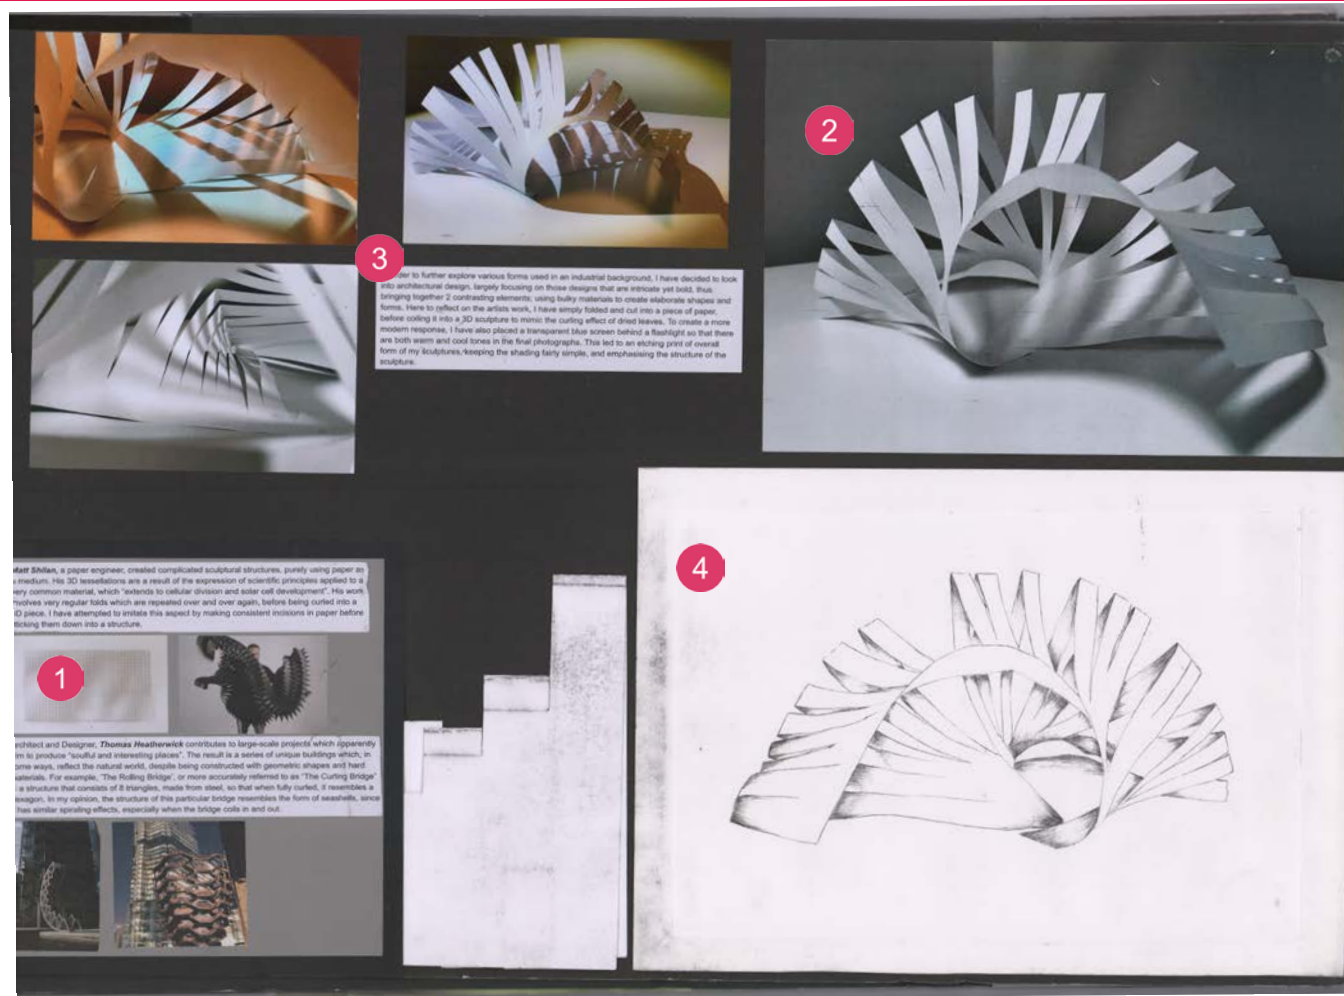 2
3
der to further explore various forms used in an industrial background, I have decided to look
into architectural design, largely focusing on those designs that are intricate yet bold, thus
bringing together 2 contrasting elements; using bulky materials to create elaborate shapes and
forms. Here to reflect on the artists work, I have simply folded and cut into a piece of paper,
before coiling it into a 3D sculpture to mimic the curling effect of dried leaves. To create a more
modern response, I have also placed a transparent blue screen behind a flashlight so that there
are both warm and cool tones in the final photographs. This led to an etching print of overall
form of my sculptures, keeping the shading fairly simple, and emphasising the structure of the
sculpture.
4
Matt Shlian, a paper engineer, created complicated sculptural structures, purely using paper as
medium. His 3D tessellations are a result of the expression of scientific principles applied to a
very common material, which "extends to cellular division and solar cell development". His work
involves very regular folds which are repeated over and over again, before being curled into a
3D piece. I have attempted to imitate this aspect by making consistent incisions in paper before
sticking them down into a structure.
1
Architect and Designer, Thomas Heatherwick contributes to large-scale projects which apparently
aim to produce "soulful and interesting places". The result is a series of unique buildings which, in
some ways, reflect the natural world, despite being constructed with geometric shapes and hard
materials. For example, 'The Rolling Bridge', or more accurately referred to as 'The Curling Bridge'
a structure that consists of 8 triangles, made from steel, so that when fully curled, it resembles a
hexagon. In my opinion, the structure of this particular bridge resembles the form of seashells, since
has similar spiraling effects, especially when the bridge coils in and out.